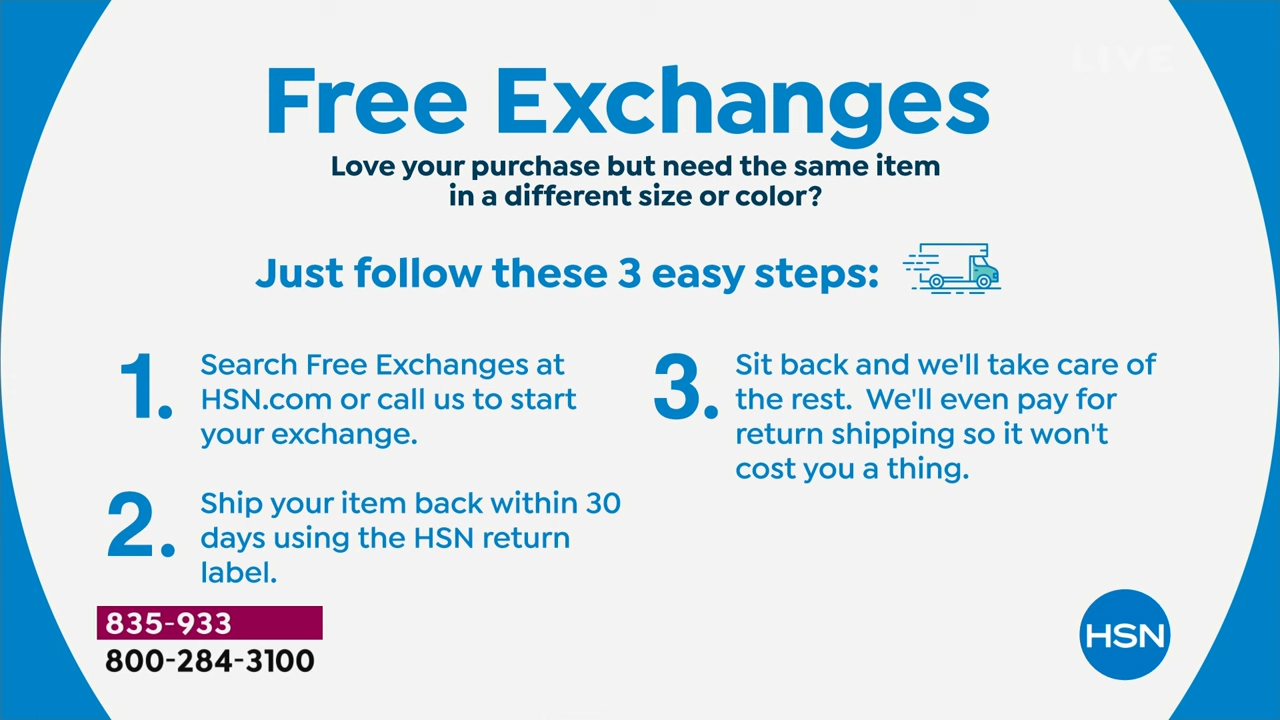 LIVE
Free Exchanges
Love your purchase but need the same item
in a different size or color?
Just follow these 3 easy steps:
1. Search Free Exchanges at
HSN.com or call us to start
your exchange.
2. Ship your item back within 30
days using the HSN return
label.
3. Sit back and we'll take care of
the rest.  We'll even pay for
return shipping so it won't
cost you a thing.
835-933
800-284-3100
HSN